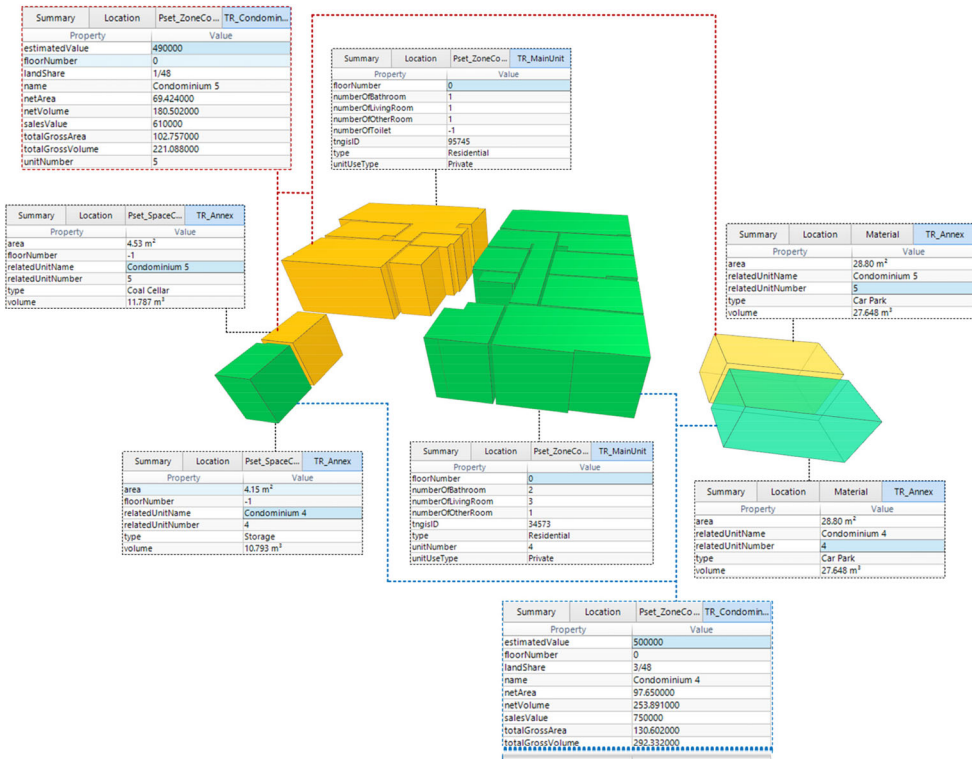 Summary Location Pset_ZoneCo... TR_Condomin...
Property Value
estimatedValue 490000
floorNumber 0
landShare 1/48
name Condominium 5
netArea 69.424000
netVolume 180.502000
salesValue 610000
totalGrossArea 102.757000
totalGrossVolume 221.088000
unitNumber 5
Summary Location Pset_ZoneCo... TR_MainUnit
Property Value
floorNumber 0
numberOfBathroom 1
numberOfLivingRoom 1
numberOfOtherRoom 1
numberOfToilet -1
tngisID 95745
type Residential
unitUseType Private
Summary Location Pset_SpaceC... TR_Annex
Property Value
area 4.53 m²
floorNumber -1
relatedUnitName Condominium 5
relatedUnitNumber 5
type Coal Cellar
volume 11.787 m³
Summary Location Material TR_Annex
Property Value
area 28.80 m²
relatedUnitName Condominium 5
relatedUnitNumber 5
type Car Park
volume 27.648 m³
Summary Location Pset_SpaceC... TR_Annex
Property Value
area 4.15 m²
floorNumber -1
relatedUnitName Condominium 4
relatedUnitNumber 4
type Storage
volume 10.793 m³
Summary Location Pset_ZoneCo... TR_MainUnit
Property Value
floorNumber 0
numberOfBathroom 2
numberOfLivingRoom 3
numberOfOtherRoom 1
tngisID 34573
type Residential
unitNumber 4
unitUseType Private
Summary Location Material TR_Annex
Property Value
area 28.80 m²
relatedUnitName Condominium 4
relatedUnitNumber 4
type Car Park
volume 27.648 m³
Summary Location Pset_ZoneCo... TR_Condomin...
Property Value
estimatedValue 500000
floorNumber 0
landShare 3/48
name Condominium 4
netArea 97.650000
netVolume 253.891000
salesValue 750000
totalGrossArea 130.602000
totalGrossVolume 292.332000